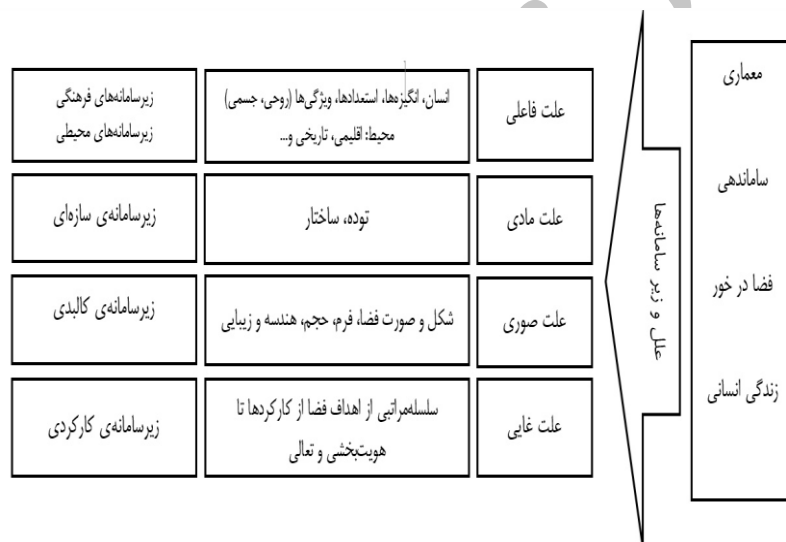 معماری
ساماندهی
فضا در خور
زندگی انسانی
علل و زیر سامانه‌ها
علت فاعلی
انسان، انگیزه‌ها، استعدادها، ویژگی‌ها (روحی، جسمی)
محیط: اقلیمی، تاریخی و...
زیرسامانه‌های فرهنگی
زیرسامانه‌های محیطی
علت مادی
توده، ساختار
زیرسامانه‌ی سازه‌ای
علت صوری
شکل و صورت فضا، فرم، حجم، هندسه و زیبایی
زیرسامانه‌ی کالبدی
علت غایی
سلسله‌مراتبی از اهداف فضا از کارکردها تا
هویت‌بخشی و تعالی
زیرسامانه‌ی کارکردی